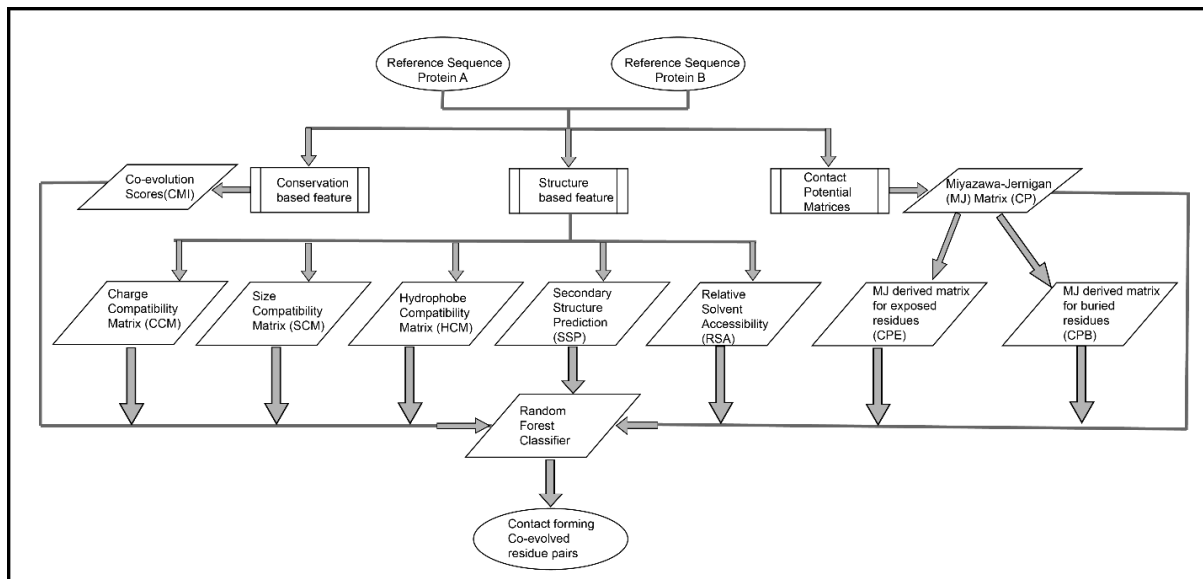 Reference Sequence
Protein A
Reference Sequence
Protein B
Co-evolution
Scores(CMI)
Conservation
based feature
Structure
based feature
Contact
Potential
Matrices
Miyazawa-Jernigan
(MJ) Matrix (CP)
Charge
Compatibility
Matrix (CCM)
Size
Compatibility
Matrix (SCM)
Hydrophobe
Compatibility
Matrix (HCM)
Secondary
Structure
Prediction
(SSP)
Relative
Solvent
Accessibility
(RSA)
MJ derived matrix
for exposed
residues
(CPE)
MJ derived matrix
for buried
residues
(CPB)
Random
Forest
Classifier
Contact forming
Co-evolved
residue pairs